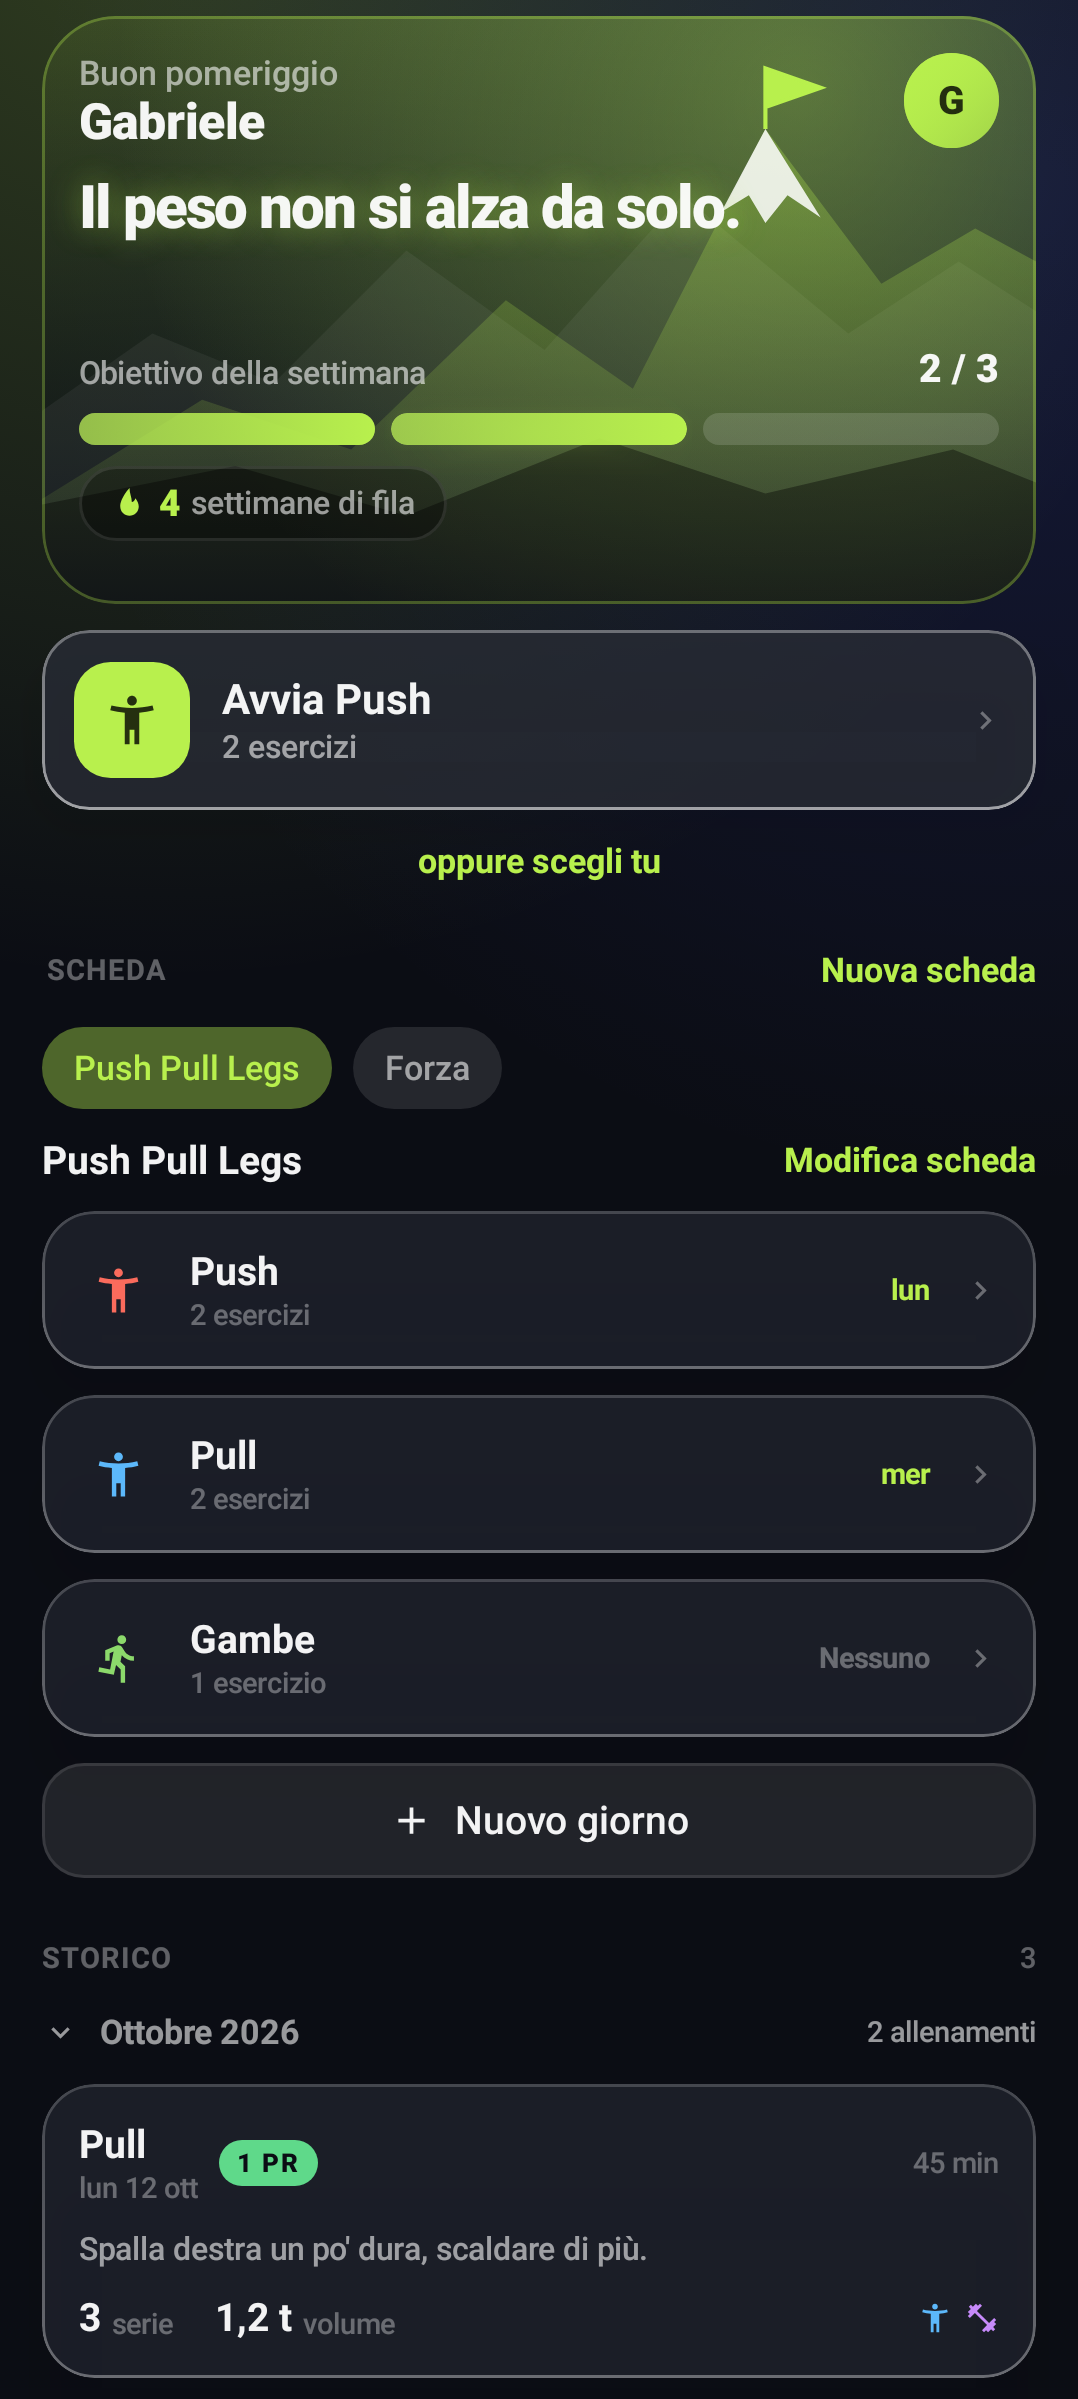 Buon pomeriggio
Gabriele
G
Il peso non si alza da solo.
Obiettivo della settimana
2 / 3
4 settimane di fila
Avvia Push
2 esercizi
oppure scegli tu
SCHEDA
Nuova scheda
Push Pull Legs
Forza
Push Pull Legs
Modifica scheda
Push
2 esercizi
lun
Pull
2 esercizi
mer
Gambe
1 esercizio
Nessuno
+ Nuovo giorno
STORICO
3
Ottobre 2026
2 allenamenti
Pull
lun 12 ott
1 PR
45 min
Spalla destra un po' dura, scaldare di più.
3 serie
1,2 t volume